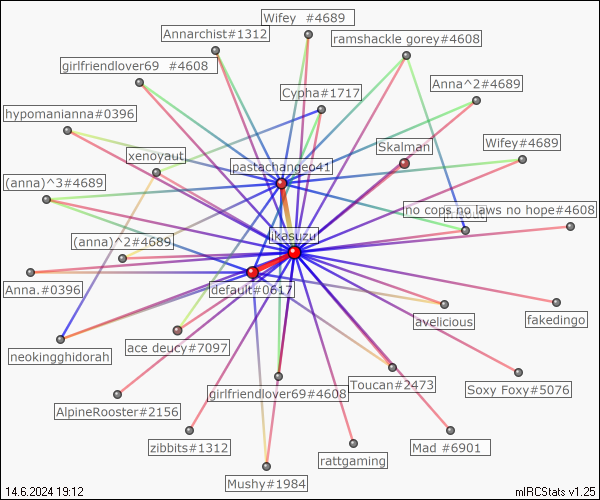 Wifey #4689
Annarchist#1312
ramshackle gorey#4608
girlfriendlover69 #4608
Anna^2#4689
Cypha#1717
hypomanianna#0396
Skalman
Wifey#4689
xenoyaut
pastachangeo41
(anna)^3#4689
no cops no laws no hope#4608
(anna)^2#4689
ikasuzu
Anna.#0396
default#0617
avelicious
fakedingo
neokingghidorah
ace deucy#7097
girlfriendlover69#4608
Toucan#2473
Soxy Foxy#5076
AlpineRooster#2156
zibbits#1312
Mad #6901
rattgaming
Mushy#1984
14.6.2024 19:12
mIRCStats v1.25